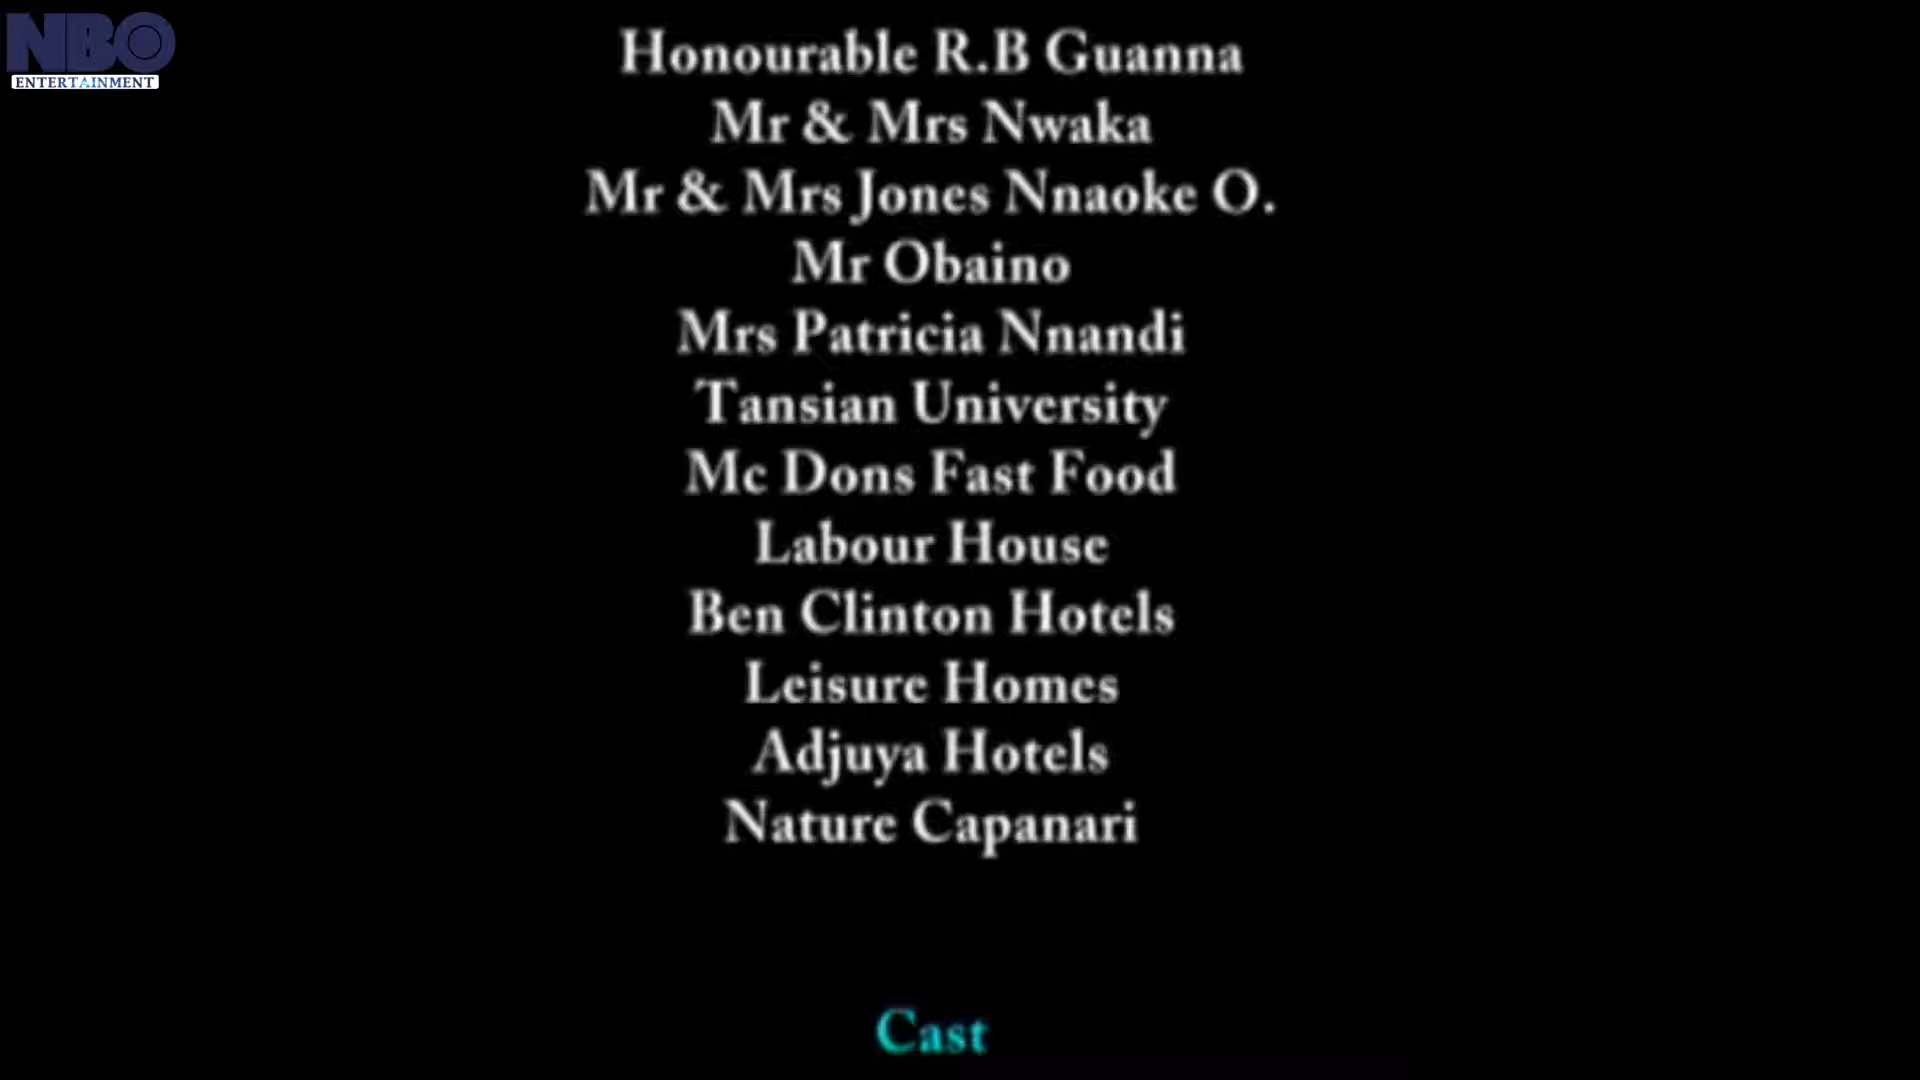 NBO
ENTERTAINMENT
Honourable R.B Guanna
Mr & Mrs Nwaka
Mr & Mrs Jones Nnaoke O.
Mr Obaino
Mrs Patricia Nnandi
Tansian University
Mc Dons Fast Food
Labour House
Ben Clinton Hotels
Leisure Homes
Adjuya Hotels
Nature Capanari
Cast